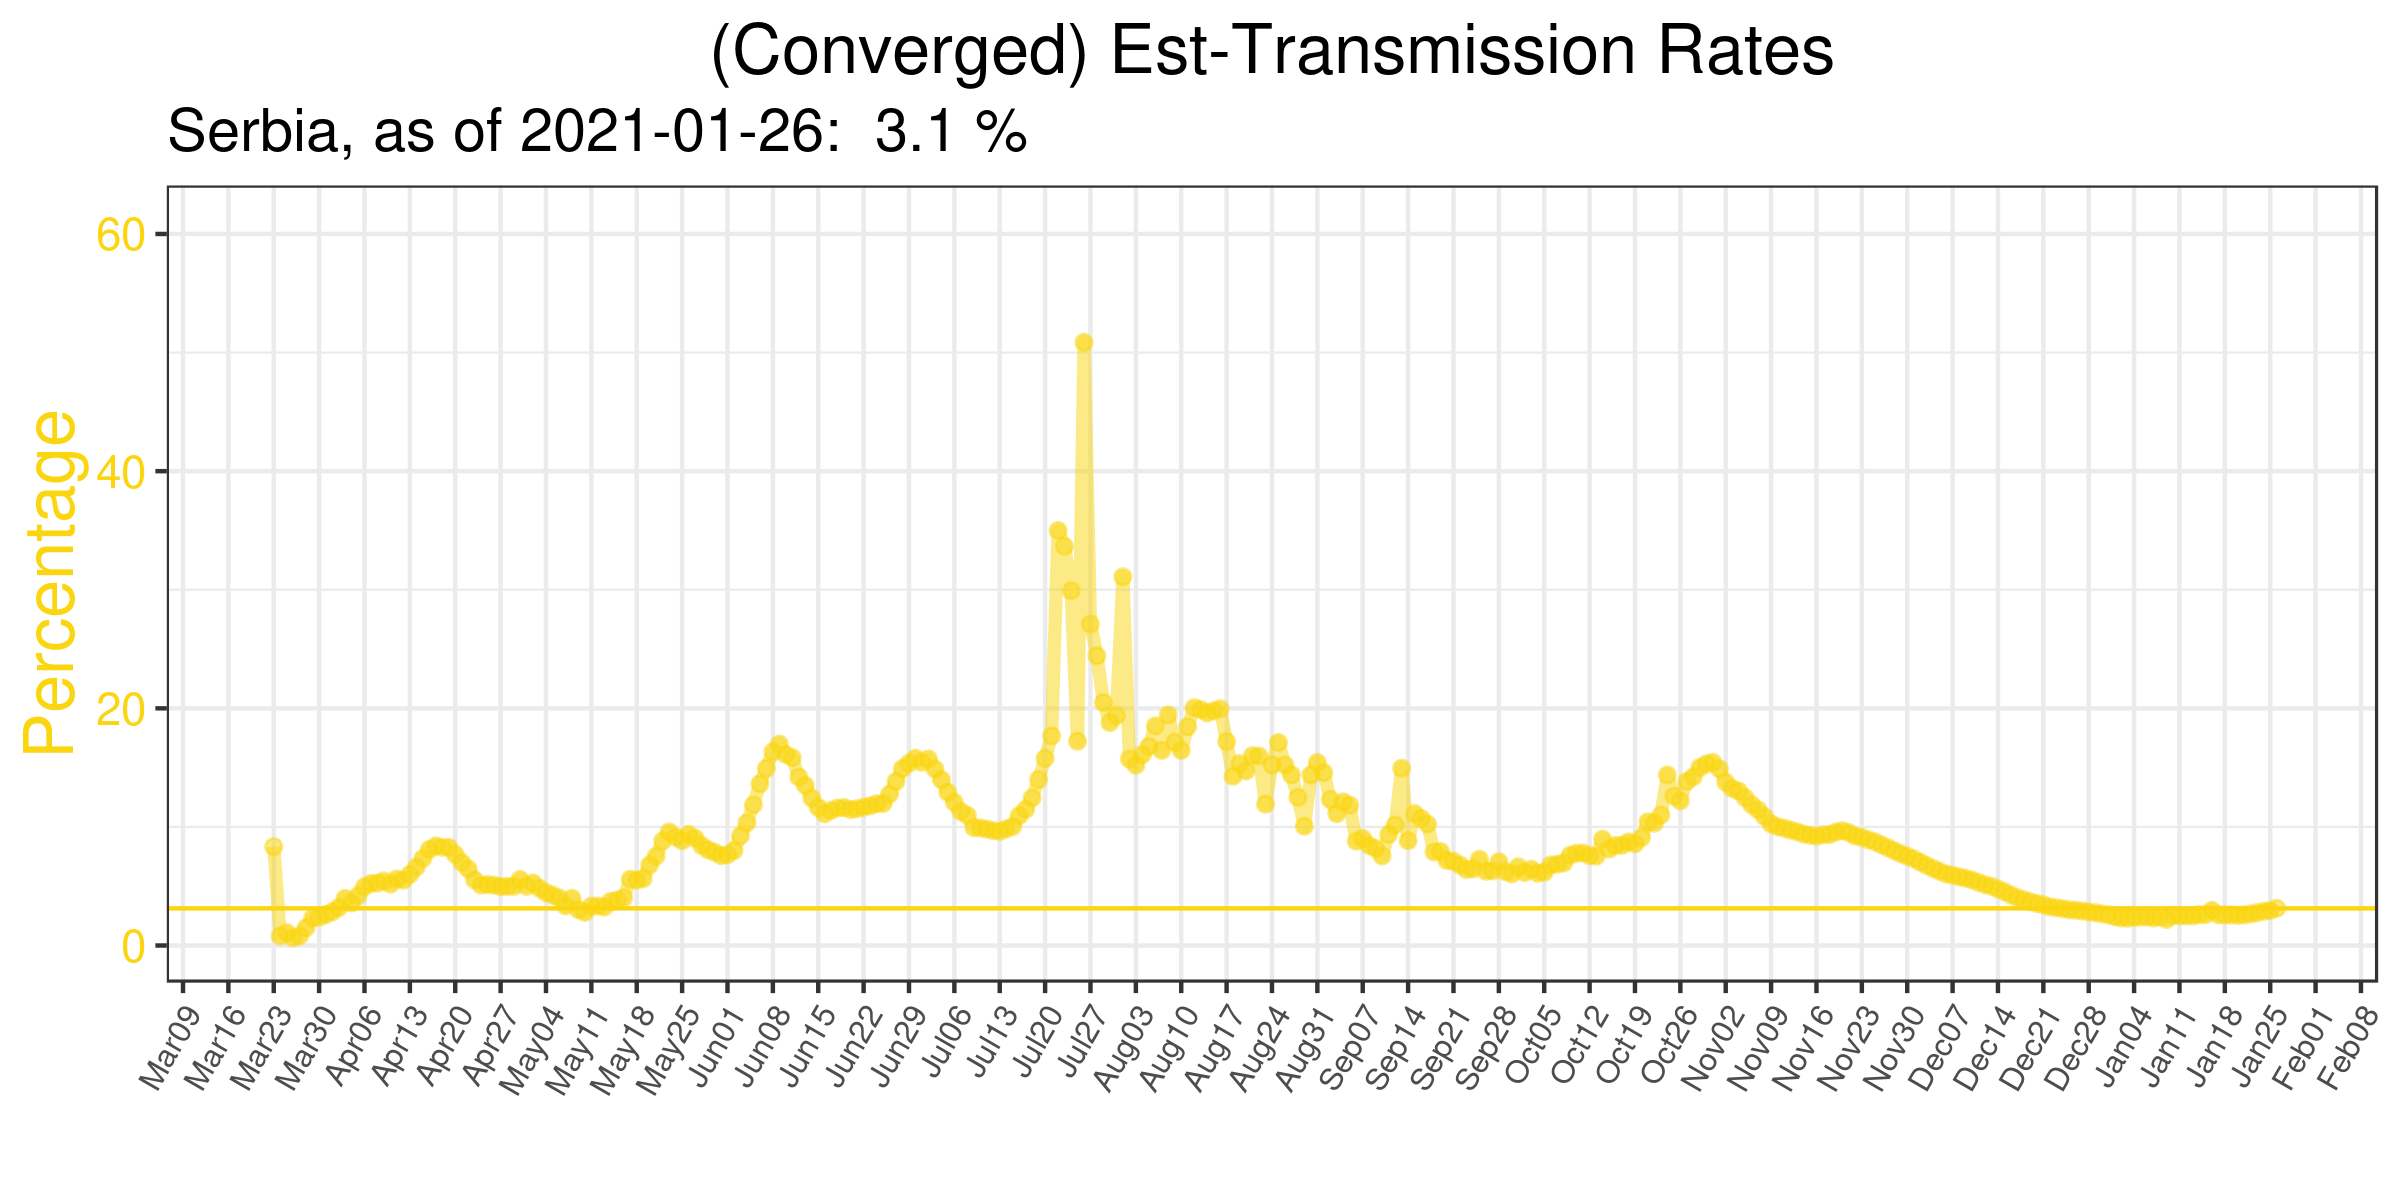 (Converged) Est-Transmission Rates
Serbia, as of 2021-01-26:  3.1 %
Percentage
60
40
20
0
Mar09
Mar16
Mar23
Mar30
Apr06
Apr13
Apr20
Apr27
May04
May11
May18
May25
Jun01
Jun08
Jun15
Jun22
Jun29
Jul06
Jul13
Jul20
Jul27
Aug03
Aug10
Aug17
Aug24
Aug31
Sep07
Sep14
Sep21
Sep28
Oct05
Oct12
Oct19
Oct26
Nov02
Nov09
Nov16
Nov23
Nov30
Dec07
Dec14
Dec21
Dec28
Jan04
Jan11
Jan18
Jan25
Feb01
Feb08